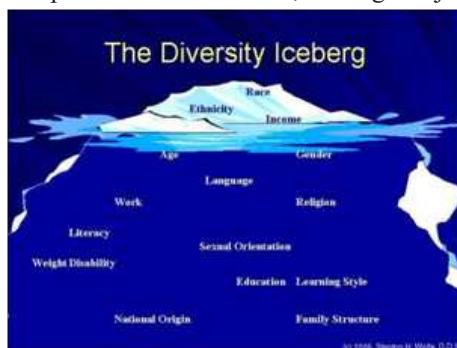 The Diversity Iceberg
Race
Ethnicity
Income
Age Gender
Language
Work Religion
Literacy
Sexual Orientation
Weight Disability
Education Learning Style
National Origin Family Structure